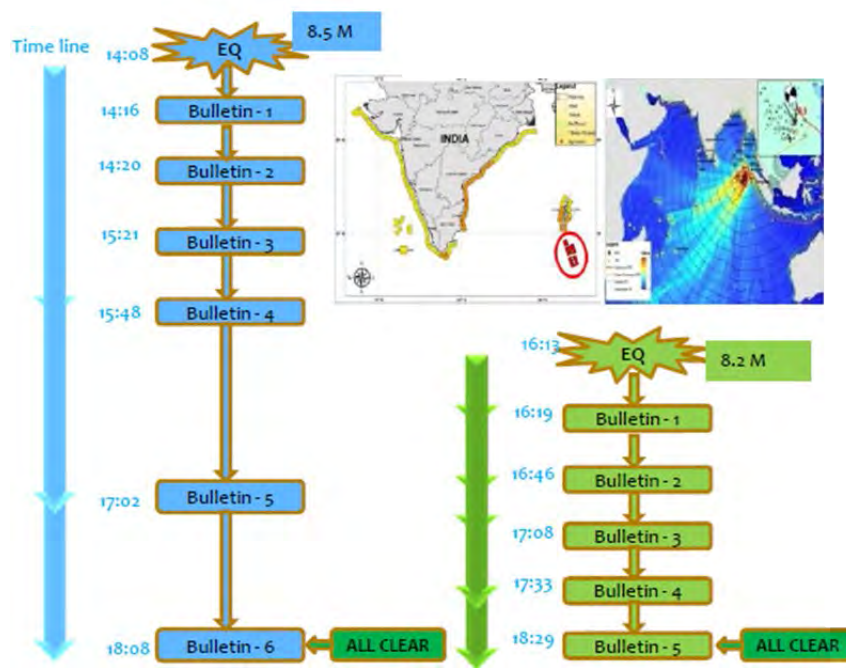 Time line
14:08
EQ
8.5 M
14:16
Bulletin - 1
14:20
Bulletin - 2
15:21
Bulletin - 3
15:48
Bulletin - 4
17:02
Bulletin - 5
18:08
Bulletin - 6
ALL CLEAR
INDIA
Legend
16:13
EQ
8.2 M
16:19
Bulletin - 1
16:46
Bulletin - 2
17:08
Bulletin - 3
17:33
Bulletin - 4
18:29
Bulletin - 5
ALL CLEAR